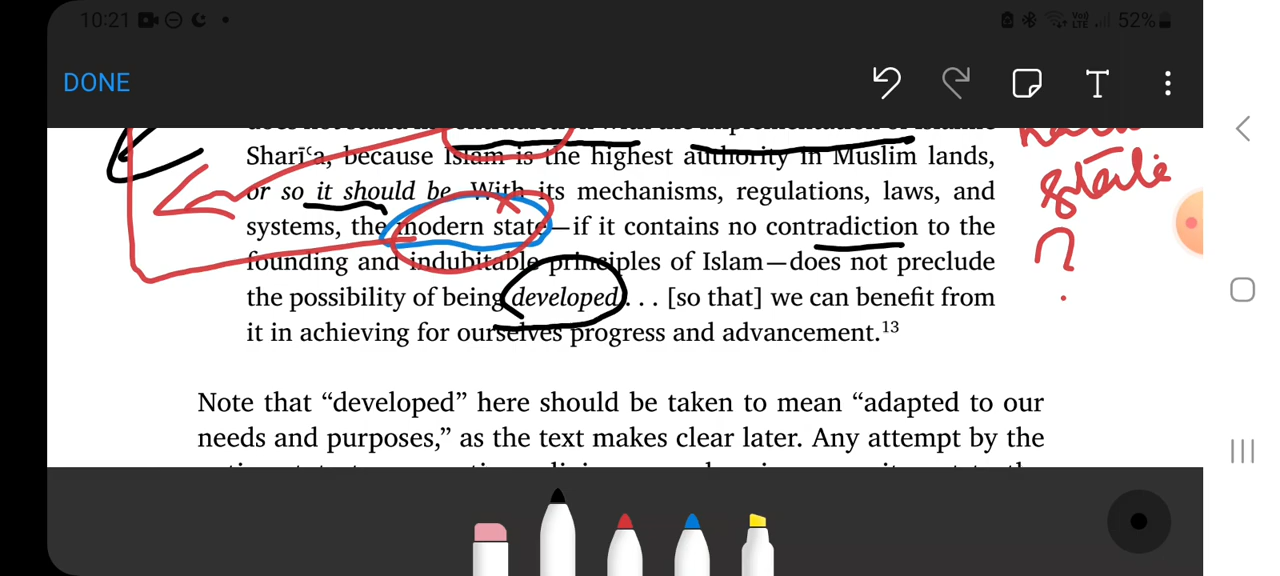 10:21 52%
DONE T
Sharīʿa, because Islam is the highest authority in Muslim lands,
or so it should be. With its mechanisms, regulations, laws, and
systems, the modern state—if it contains no contradiction to the
founding and indubitable principles of Islam—does not preclude
the possibility of being developed . . . [so that] we can benefit from
it in achieving for ourselves progress and advancement.13
state
?
Note that “developed” here should be taken to mean “adapted to our
needs and purposes,” as the text makes clear later. Any attempt by the